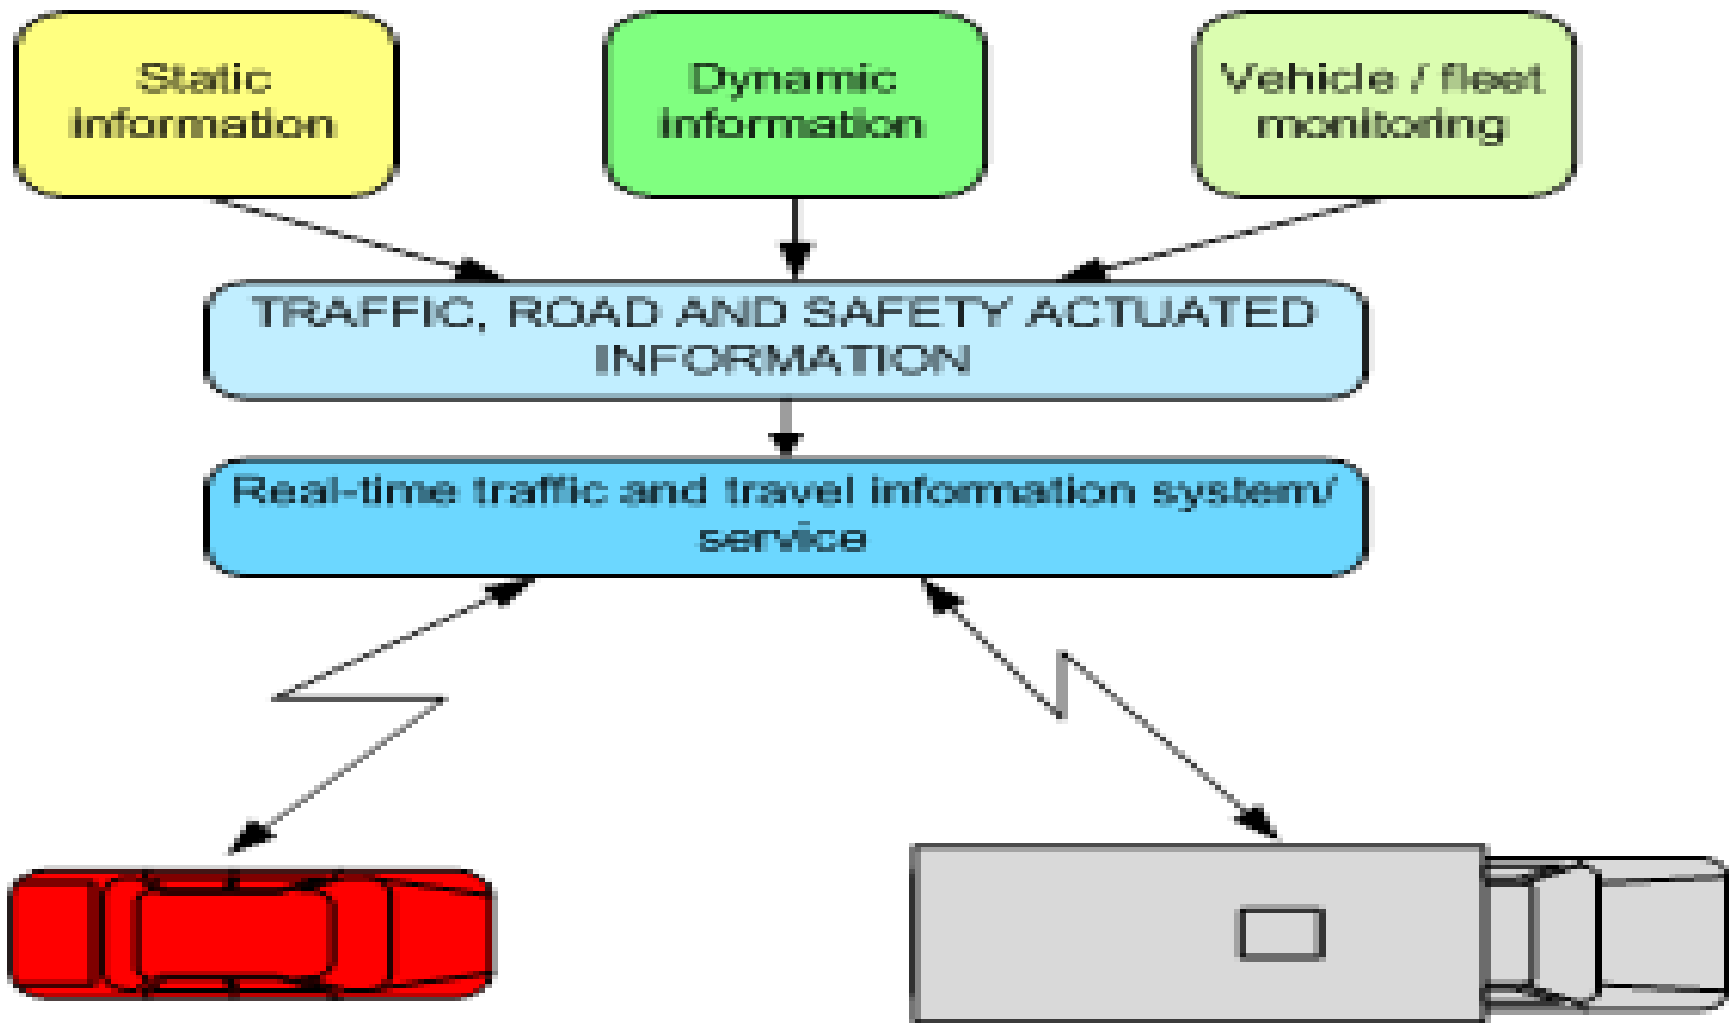 Static
information
Dynamic
information
Vehicle / fleet
monitoring
TRAFFIC, ROAD AND SAFETY ACTUATED
INFORMATION
Real-time traffic and travel information system/
service